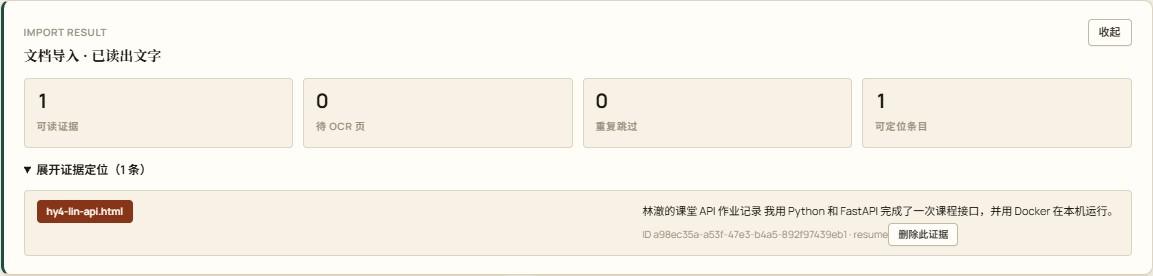 IMPORT RESULT
收起
文档导入 · 已读出文字
1
可读证据
0
待 OCR 页
0
重复跳过
1
可定位条目
▼ 展开证据定位（1 条）
hy4-lin-api.html
林澈的课堂 API 作业记录 我用 Python 和 FastAPI 完成了一次课程接口，并用 Docker 在本机运行。
ID a98ec35a-a53f-47e3-b4a5-892f97439eb1 · resume 删除此证据